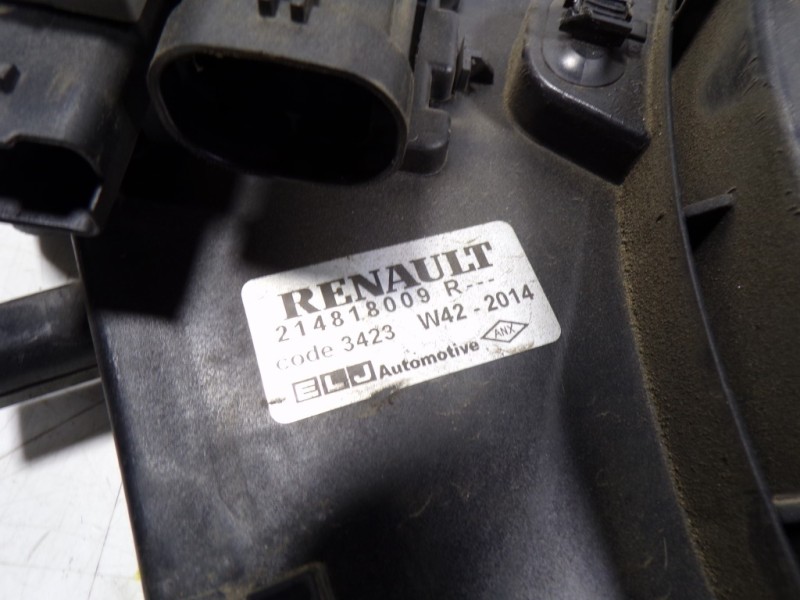 RENAULT
214818009 R---
code 3423 W42-2014
ELJ Automotive ANX